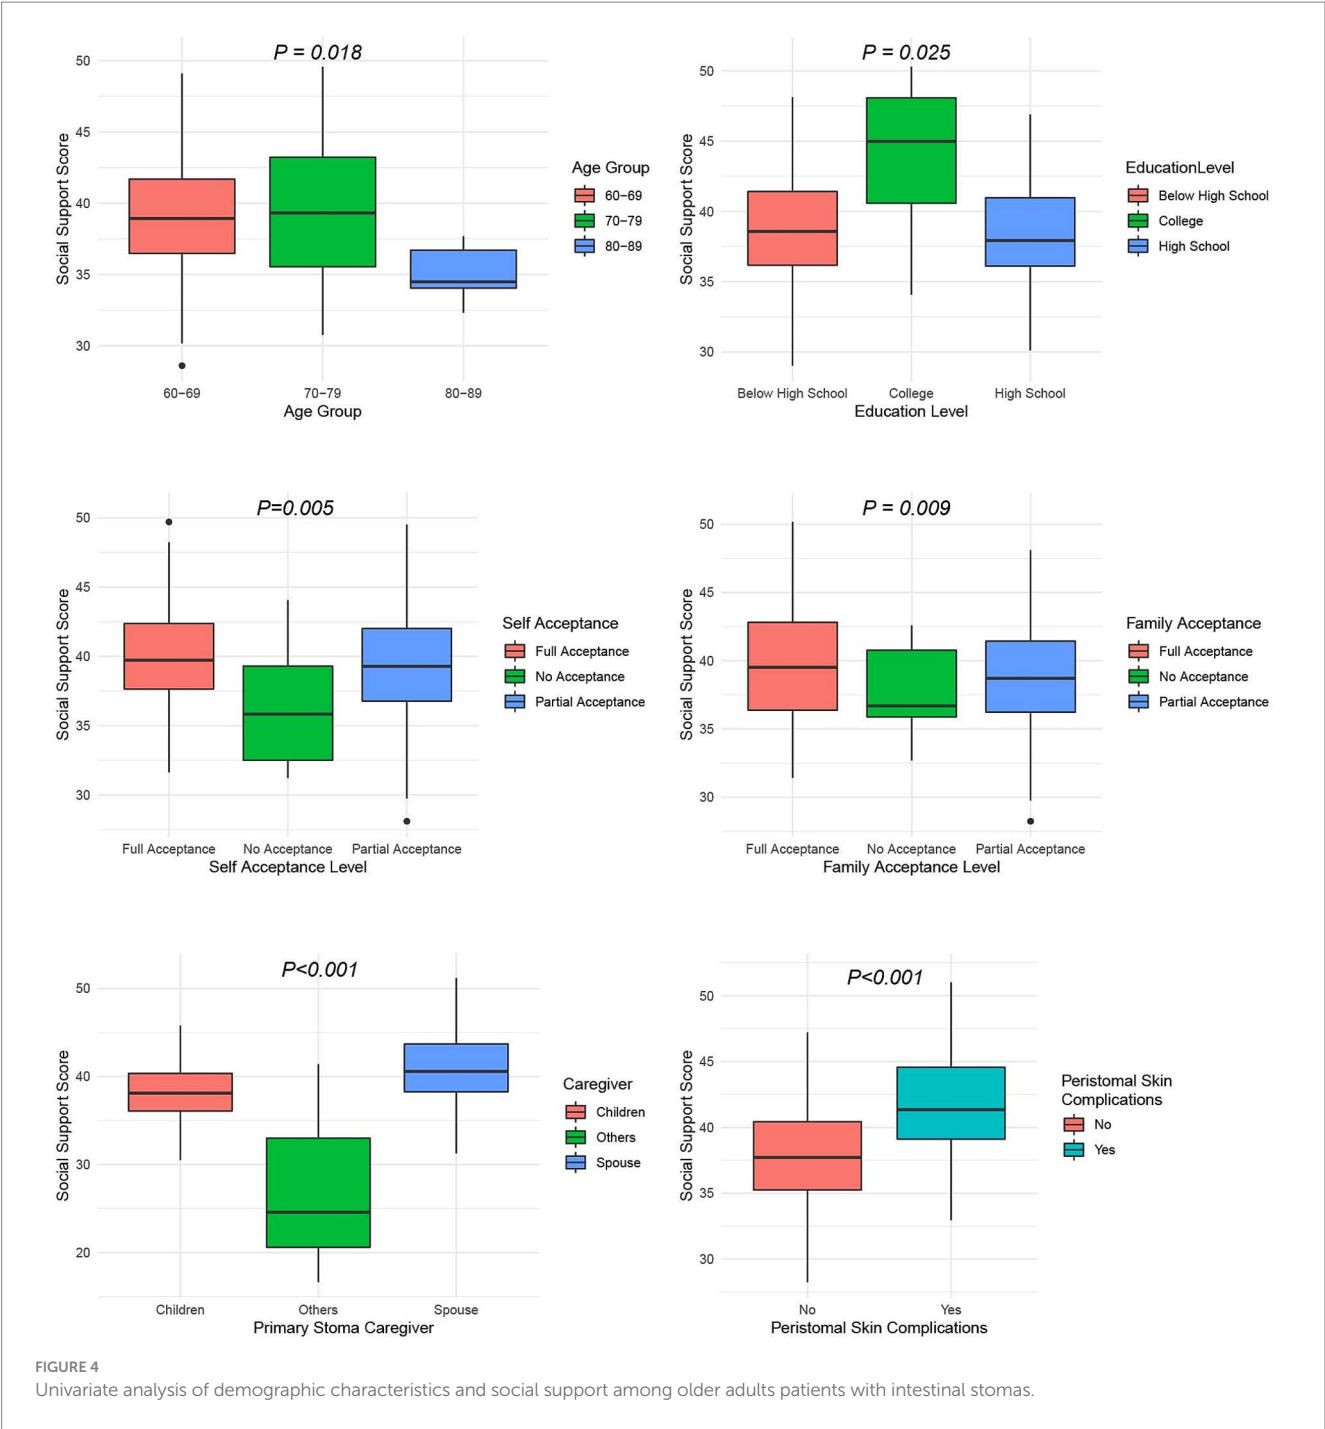 P = 0.018
50
45
40
35
30
Social Support Score
60–69
70–79
80–89
Age Group
Age Group
60–69
70–79
80–89
P = 0.025
50
45
40
35
30
Social Support Score
Below High School
College
High School
Education Level
EducationLevel
Below High School
College
High School
P=0.005
50
45
40
35
30
Social Support Score
Full Acceptance
No Acceptance
Partial Acceptance
Self Acceptance Level
Self Acceptance
Full Acceptance
No Acceptance
Partial Acceptance
P = 0.009
50
45
40
35
30
Social Support Score
Full Acceptance
No Acceptance
Partial Acceptance
Family Acceptance Level
Family Acceptance
Full Acceptance
No Acceptance
Partial Acceptance
P<0.001
50
40
30
20
Social Support Score
Children
Others
Spouse
Primary Stoma Caregiver
Caregiver
Children
Others
Spouse
P<0.001
50
45
40
35
30
Social Support Score
No
Yes
Peristomal Skin Complications
Peristomal Skin
Complications
No
Yes
FIGURE 4
Univariate analysis of demographic characteristics and social support among older adults patients with intestinal stomas.